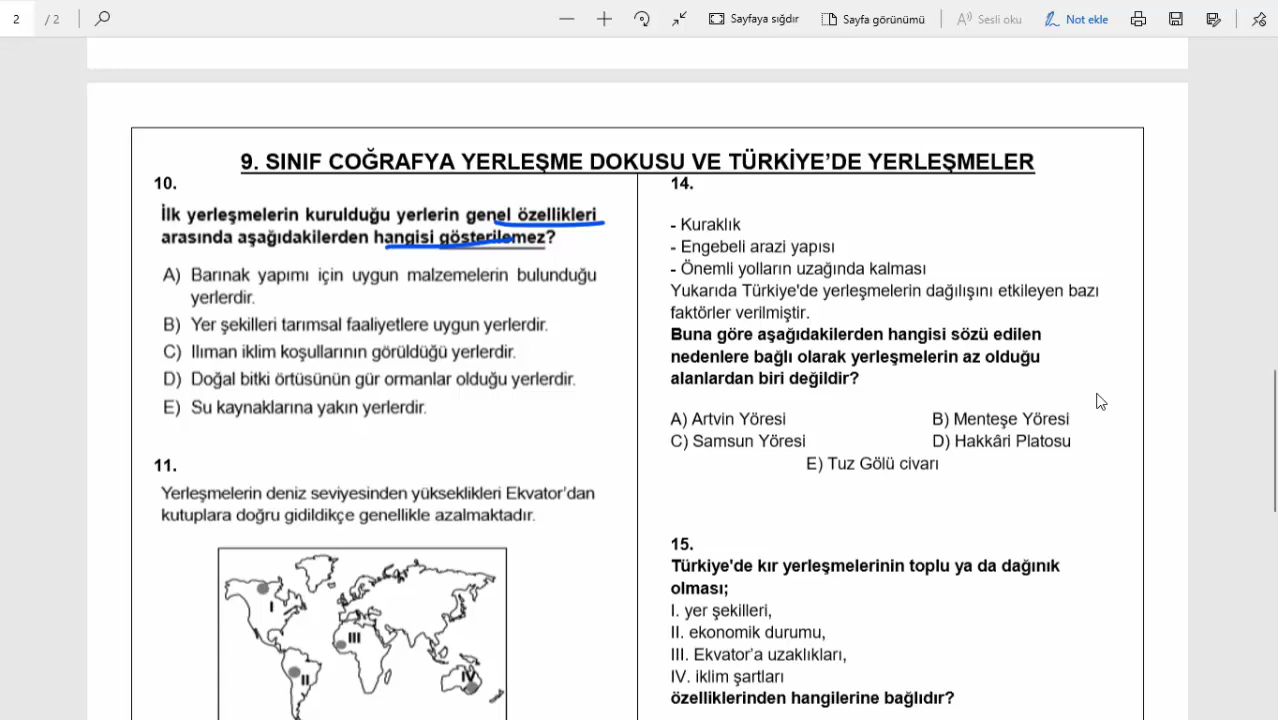 2 / 2 Sayfaya sığdır Sayfa görünümü Sesli oku Not ekle
9. SINIF COĞRAFYA YERLEŞME DOKUSU VE TÜRKİYE'DE YERLEŞMELER
10.
İlk yerleşmelerin kurulduğu yerlerin genel özellikleri
arasında aşağıdakilerden hangisi gösterilemez?
A) Barınak yapımı için uygun malzemelerin bulunduğu
yerlerdir.
B) Yer şekilleri tarımsal faaliyetlere uygun yerlerdir.
C) Ilıman iklim koşullarının görüldüğü yerlerdir.
D) Doğal bitki örtüsünün gür ormanlar olduğu yerlerdir.
E) Su kaynaklarına yakın yerlerdir.
11.
Yerleşmelerin deniz seviyesinden yükseklikleri Ekvator'dan
kutuplara doğru gidildikçe genellikle azalmaktadır.
I
III
II
IV
14.
- Kuraklık
- Engebeli arazi yapısı
- Önemli yolların uzağında kalması
Yukarıda Türkiye'de yerleşmelerin dağılışını etkileyen bazı
faktörler verilmiştir.
Buna göre aşağıdakilerden hangisi sözü edilen
nedenlere bağlı olarak yerleşmelerin az olduğu
alanlardan biri değildir?
A) Artvin Yöresi B) Menteşe Yöresi
C) Samsun Yöresi D) Hakkâri Platosu
E) Tuz Gölü civarı
15.
Türkiye'de kır yerleşmelerinin toplu ya da dağınık
olması;
I. yer şekilleri,
II. ekonomik durumu,
III. Ekvator'a uzaklıkları,
IV. iklim şartları
özelliklerinden hangilerine bağlıdır?